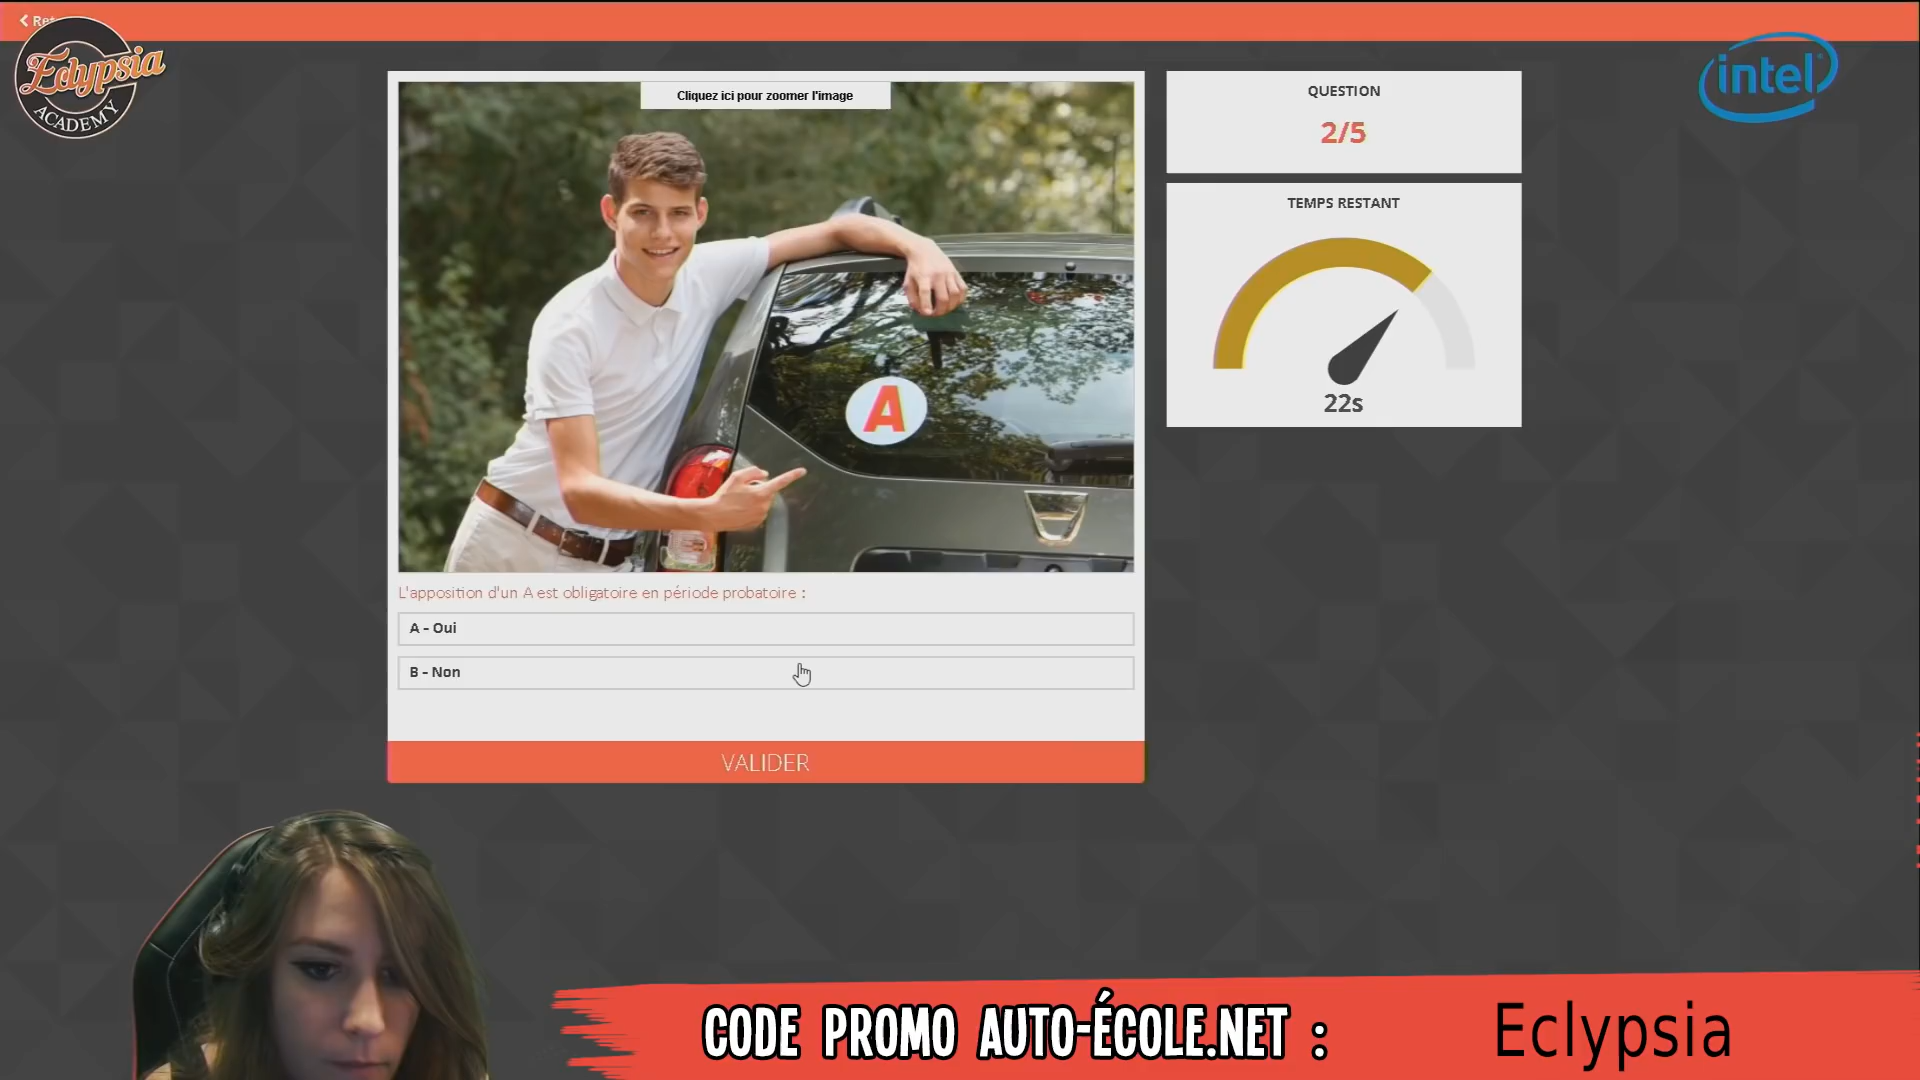 Eclypsia
ACADEMY
intel
Cliquez ici pour zoomer l'image
A
L'apposition d'un A est obligatoire en période probatoire :
A - Oui
B - Non
VALIDER
QUESTION
2/5
TEMPS RESTANT
22s
CODE PROMO AUTO-ÉCOLE.NET :
Eclypsia